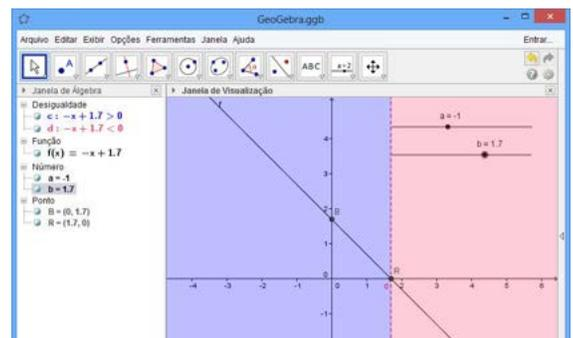 GeoGebra.ggb
Arquivo Editar Exibir Opções Ferramentas Janela Ajuda
Entrar...
ABC
a=2
Janela de Álgebra
Janela de Visualização
Desigualdade
c : −x + 1.7 > 0
d : −x + 1.7 < 0
Função
f(x) = −x + 1.7
Número
a = -1
b = 1.7
Ponto
B = (0, 1.7)
R = (1.7, 0)
f
a = -1
b = 1.7
4
3
2
B
1
0
R
-4 -3 -2 -1 0 1 2 3 4 5 6
-1